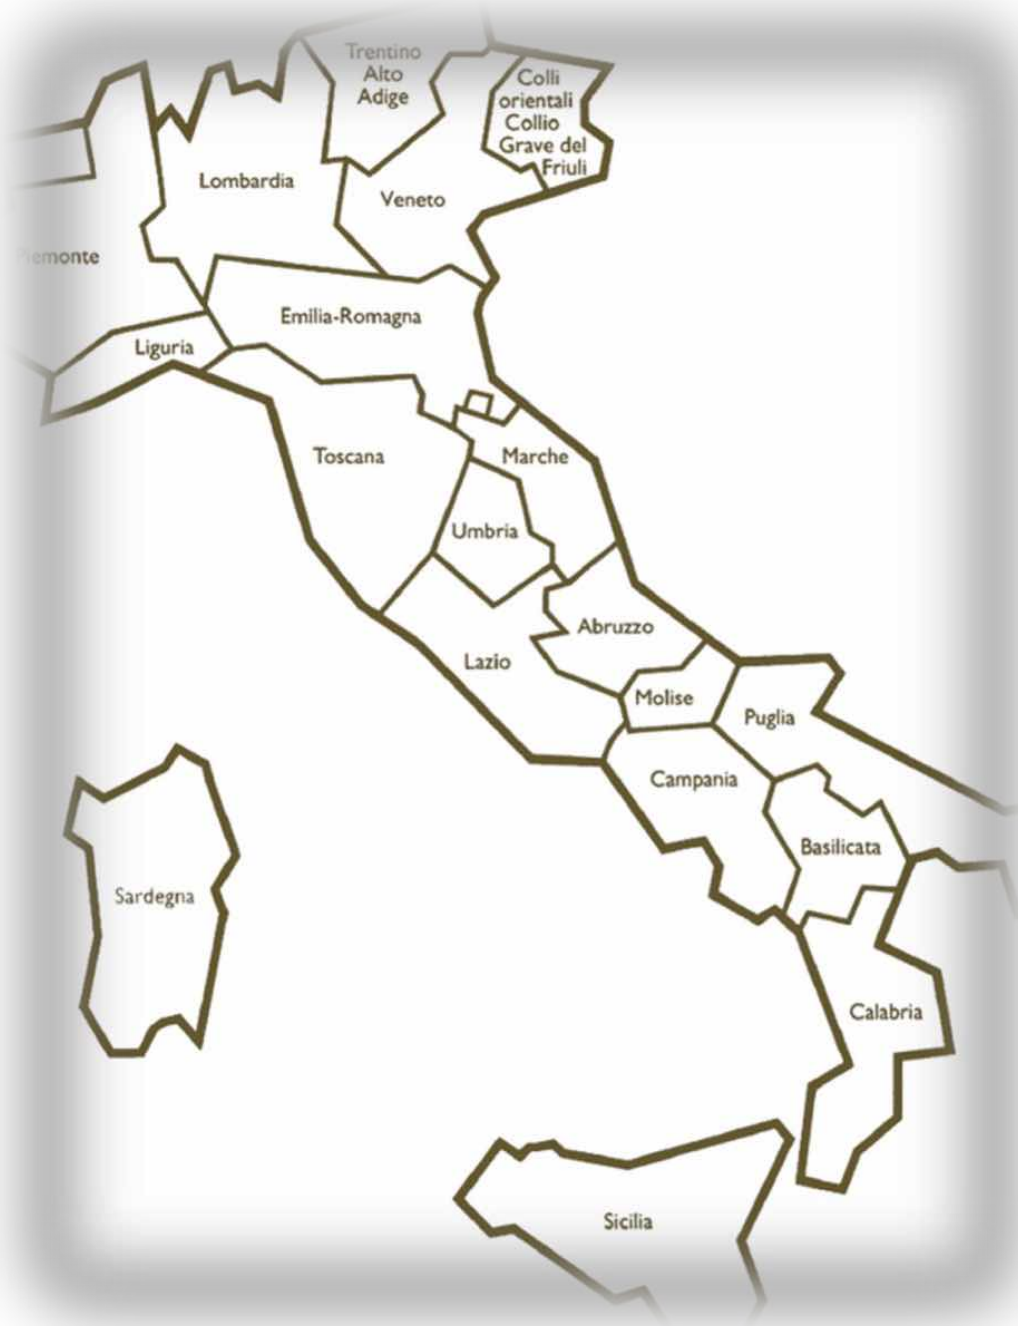 Trentino
Alto
Adige
Colli
orientali
Collio
Grave del
Friuli
Lombardia
Veneto
Piemonte
Emilia-Romagna
Liguria
Toscana
Marche
Umbria
Abruzzo
Lazio
Molise
Puglia
Campania
Basilicata
Sardegna
Calabria
Sicilia